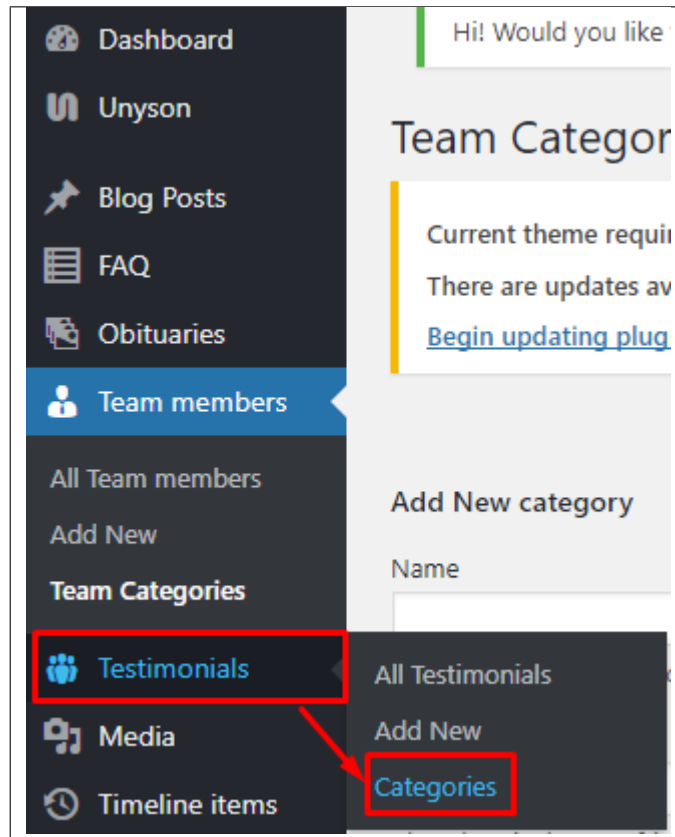 Dashboard
Unyson
Blog Posts
FAQ
Obituaries
Team members
All Team members
Add New
Team Categories
Testimonials
Media
Timeline items
All Testimonials
Add New
Categories
Hi! Would you like
Team Categor
Current theme requi
There are updates av
Begin updating plug
Add New category
Name